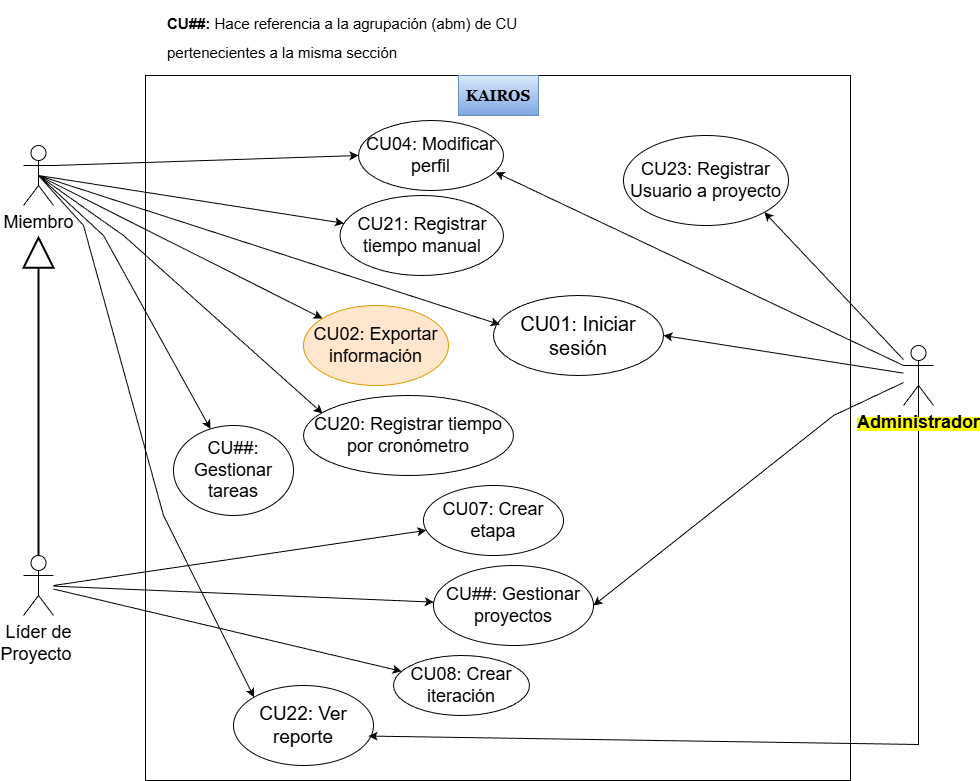 CU##: Hace referencia a la agrupación (abm) de CU
pertenecientes a la misma sección
KAIROS
CU04: Modificar
perfil
CU23: Registrar
Usuario a proyecto
Miembro
CU21: Registrar
tiempo manual
CU02: Exportar
información
CU01: Iniciar
sesión
Administrador
CU20: Registrar tiempo
por cronómetro
CU##:
Gestionar
tareas
CU07: Crear
etapa
CU##: Gestionar
proyectos
Líder de
Proyecto
CU08: Crear
iteración
CU22: Ver
reporte